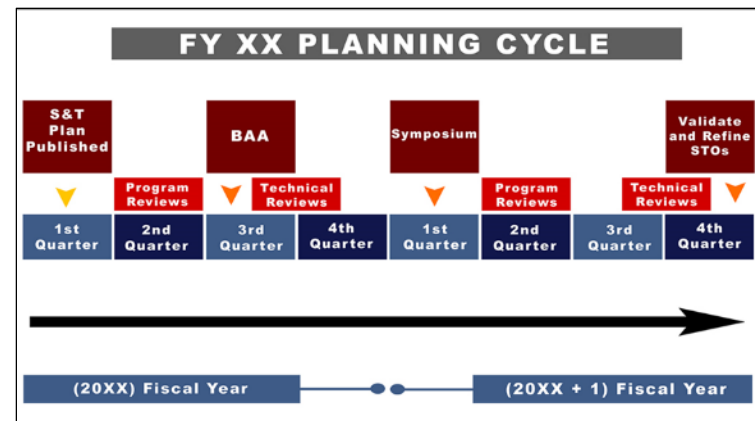 FY XX PLANNING CYCLE
S&T
Plan
Published
BAA
Symposium
Validate
and Refine
STOs
Program
Reviews
Technical
Reviews
Program
Reviews
Technical
Reviews
1st
Quarter
2nd
Quarter
3rd
Quarter
4th
Quarter
1st
Quarter
2nd
Quarter
3rd
Quarter
4th
Quarter
(20XX) Fiscal Year
(20XX + 1) Fiscal Year